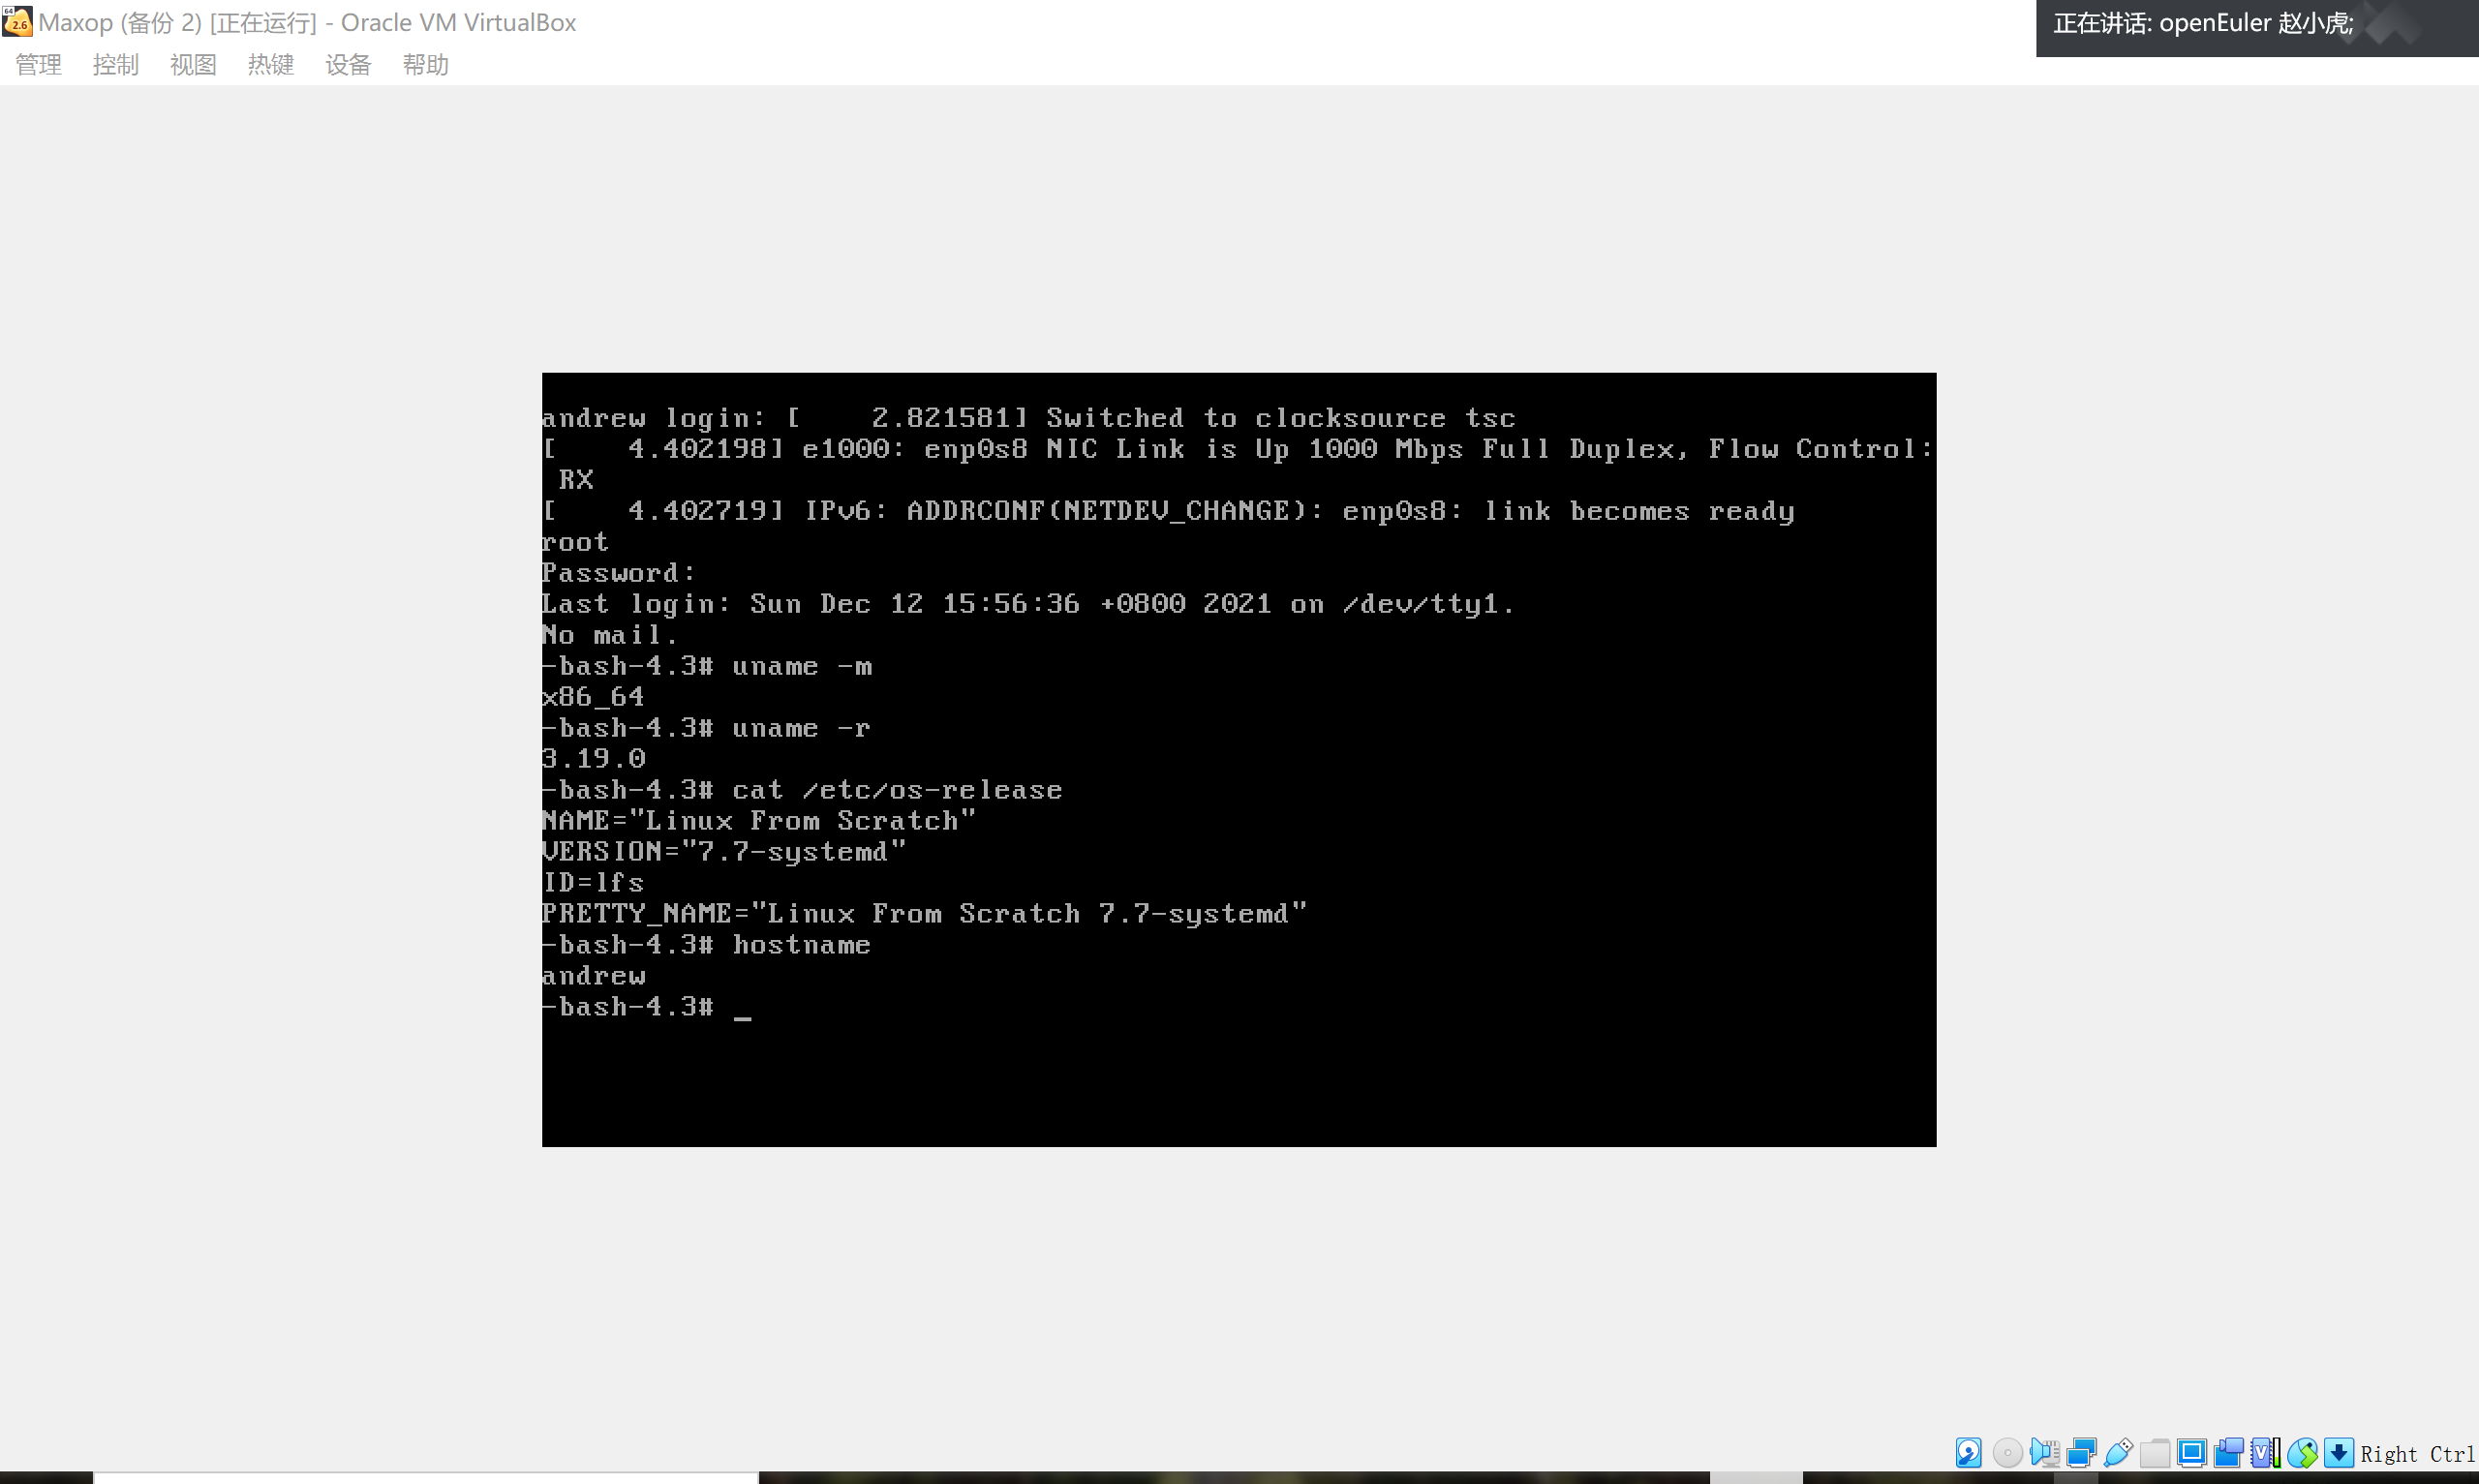 Maxop (备份 2) [正在运行] - Oracle VM VirtualBox
正在讲话: openEuler 赵小虎;
管理 控制 视图 热键 设备 帮助
andrew login: [    2.821581] Switched to clocksource tsc
[    4.402198] e1000: enp0s8 NIC Link is Up 1000 Mbps Full Duplex, Flow Control:
 RX
[    4.402719] IPv6: ADDRCONF(NETDEV_CHANGE): enp0s8: link becomes ready
root
Password:
Last login: Sun Dec 12 15:56:36 +0800 2021 on /dev/tty1.
No mail.
-bash-4.3# uname -m
x86_64
-bash-4.3# uname -r
3.19.0
-bash-4.3# cat /etc/os-release
NAME="Linux From Scratch"
VERSION="7.7-systemd"
ID=lfs
PRETTY_NAME="Linux From Scratch 7.7-systemd"
-bash-4.3# hostname
andrew
-bash-4.3# _
Right Ctrl